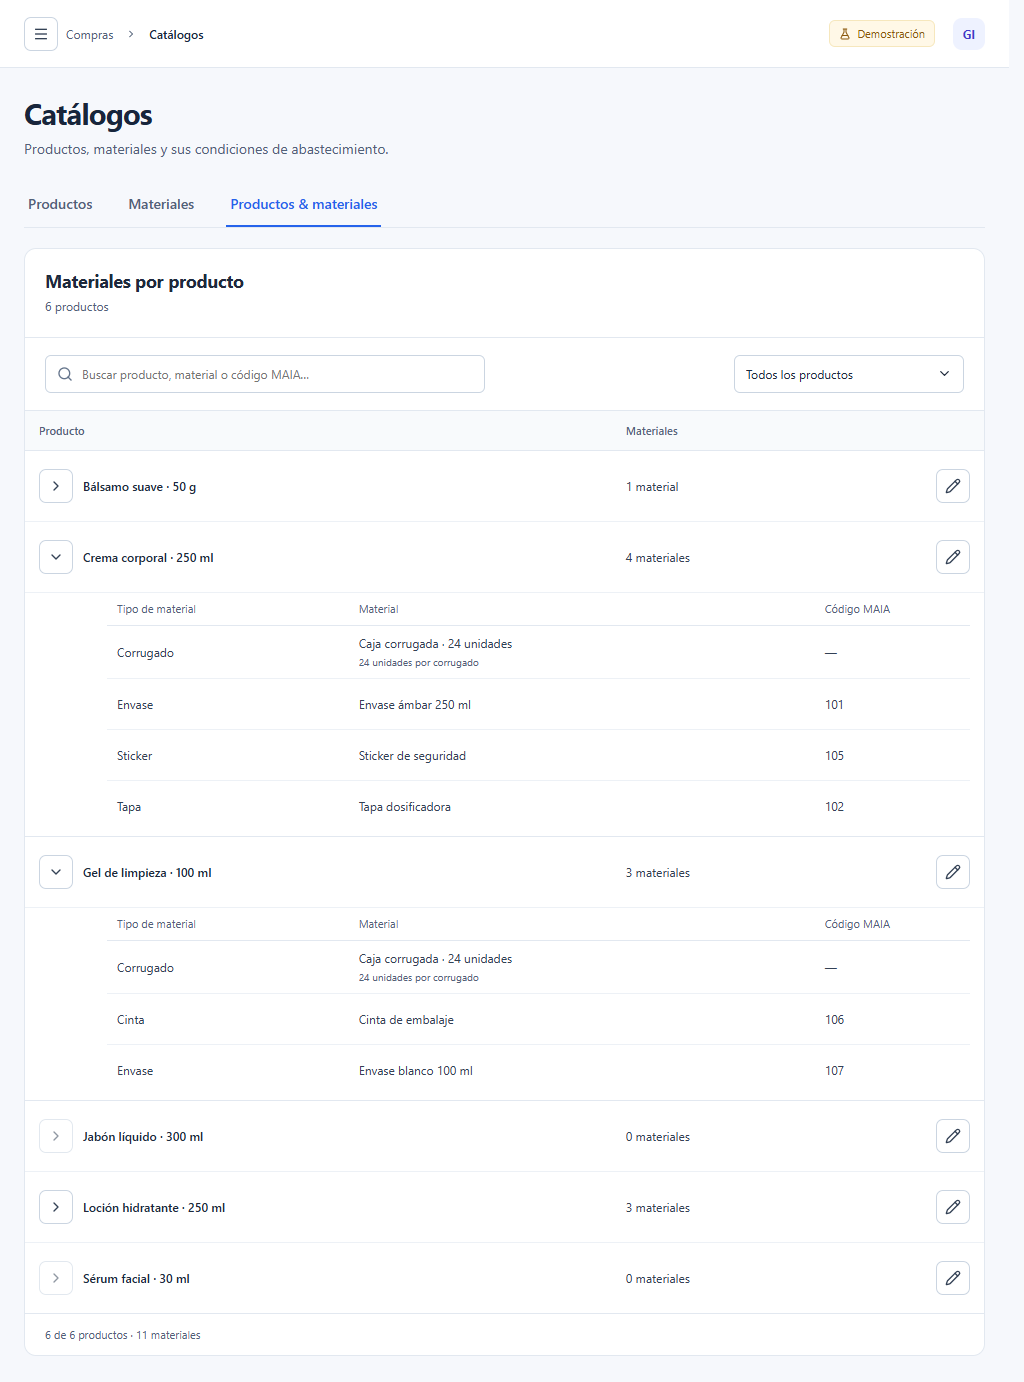 Compras > Catálogos
Demostración
GI
Catálogos
Productos, materiales y sus condiciones de abastecimiento.
Productos Materiales Productos & materiales
Materiales por producto
6 productos
Buscar producto, material o código MAIA...
Todos los productos
Producto Materiales
Bálsamo suave · 50 g 1 material
Crema corporal · 250 ml 4 materiales
Tipo de material Material Código MAIA
Corrugado Caja corrugada · 24 unidades —
24 unidades por corrugado
Envase Envase ámbar 250 ml 101
Sticker Sticker de seguridad 105
Tapa Tapa dosificadora 102
Gel de limpieza · 100 ml 3 materiales
Tipo de material Material Código MAIA
Corrugado Caja corrugada · 24 unidades —
24 unidades por corrugado
Cinta Cinta de embalaje 106
Envase Envase blanco 100 ml 107
Jabón líquido · 300 ml 0 materiales
Loción hidratante · 250 ml 3 materiales
Sérum facial · 30 ml 0 materiales
6 de 6 productos · 11 materiales